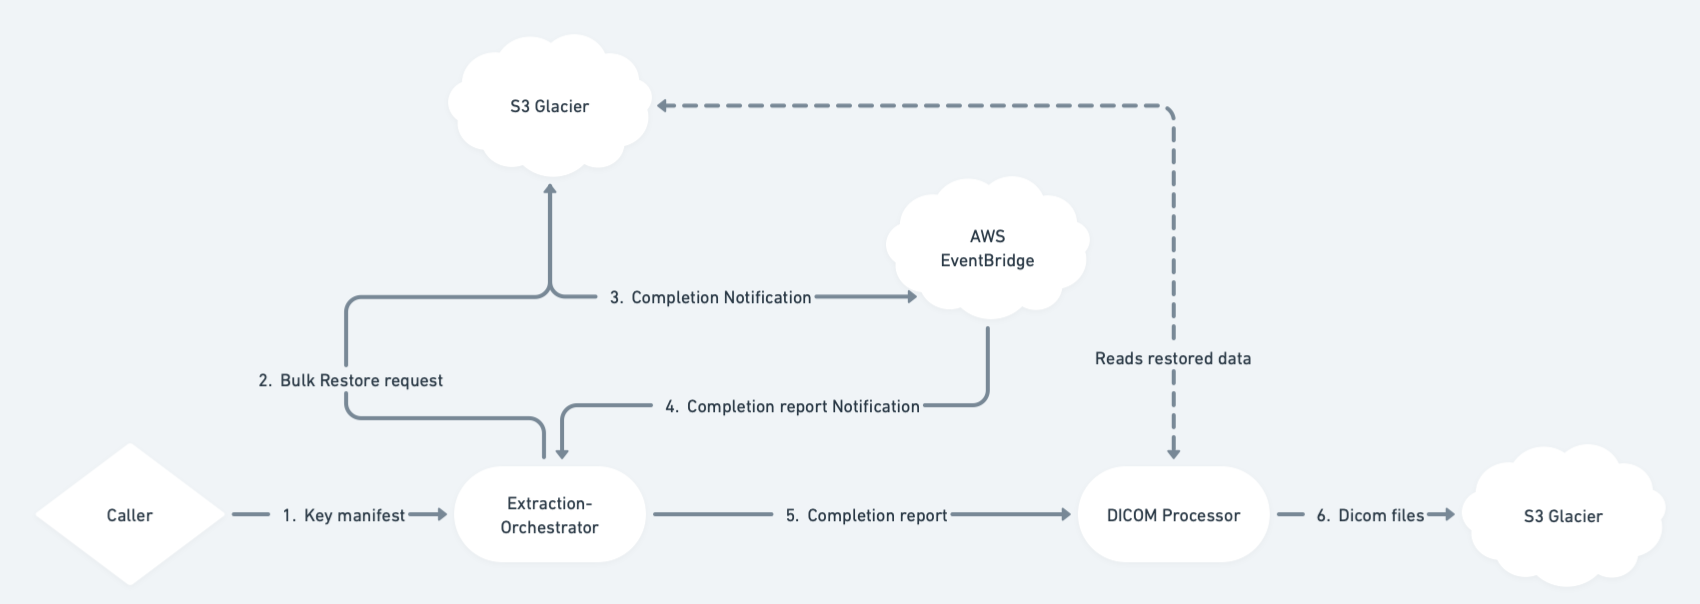 S3 Glacier
AWS
EventBridge
3. Completion Notification
Reads restored data
2. Bulk Restore request
4. Completion report Notification
Caller
1. Key manifest
Extraction-
Orchestrator
5. Completion report
DICOM Processor
6. Dicom files
S3 Glacier